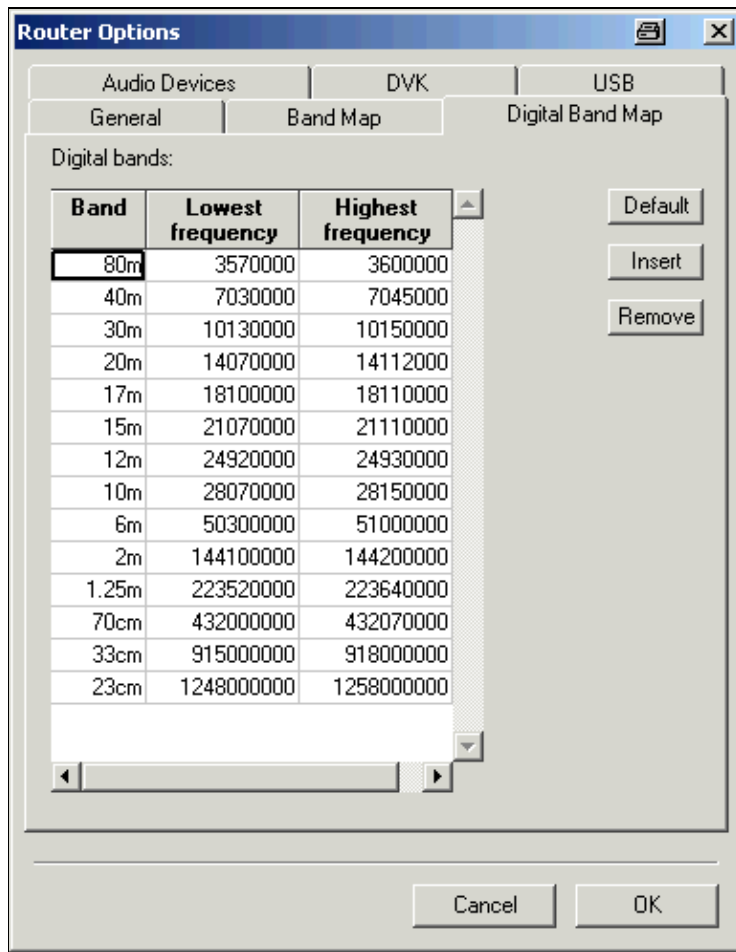 Router Options
Audio Devices DVK USB
General Band Map Digital Band Map
Digital bands:
Band Lowest frequency Highest frequency
80m 3570000 3600000
40m 7030000 7045000
30m 10130000 10150000
20m 14070000 14112000
17m 18100000 18110000
15m 21070000 21110000
12m 24920000 24930000
10m 28070000 28150000
6m 50300000 51000000
2m 144100000 144200000
1.25m 223520000 223640000
70cm 432000000 432070000
33cm 915000000 918000000
23cm 1248000000 1258000000
Default
Insert
Remove
Cancel OK